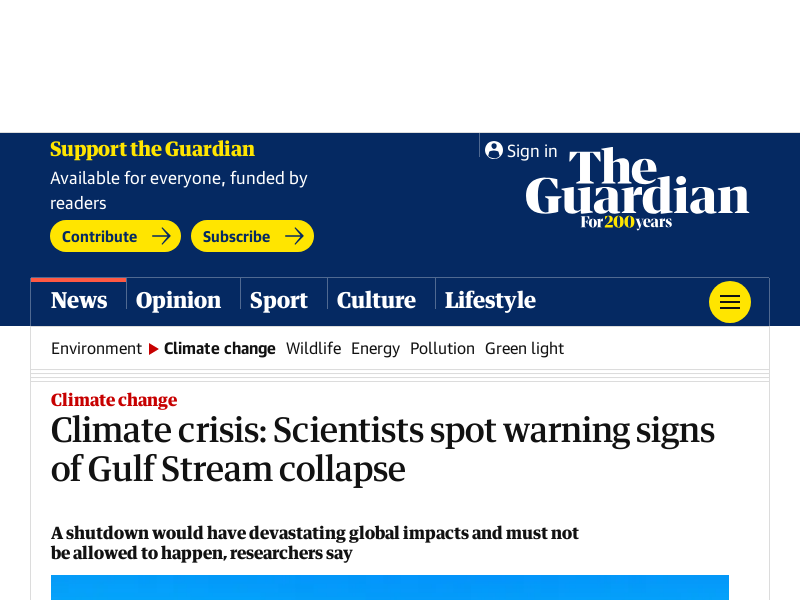 Support the Guardian
Available for everyone, funded by
readers
Contribute
Subscribe
Sign in
The
Guardian
For 200 years
News
Opinion
Sport
Culture
Lifestyle
Environment
Climate change
Wildlife
Energy
Pollution
Green light
Climate change
Climate crisis: Scientists spot warning signs
of Gulf Stream collapse
A shutdown would have devastating global impacts and must not
be allowed to happen, researchers say